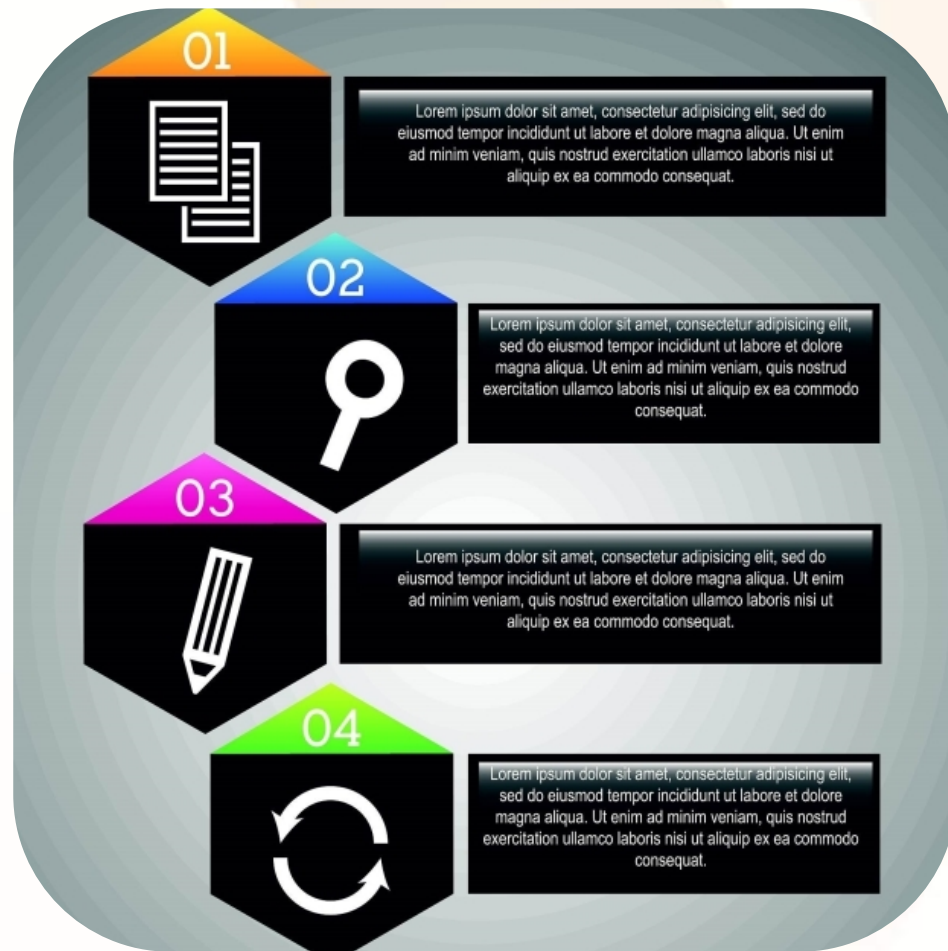 01
Lorem ipsum dolor sit amet, consectetur adipisicing elit, sed do
eiusmod tempor incididunt ut labore et dolore magna aliqua. Ut enim
ad minim veniam, quis nostrud exercitation ullamco laboris nisi ut
aliquip ex ea commodo consequat.
02
Lorem ipsum dolor sit amet, consectetur adipisicing elit,
sed do eiusmod tempor incididunt ut labore et dolore
magna aliqua. Ut enim ad minim veniam, quis nostrud
exercitation ullamco laboris nisi ut aliquip ex ea commodo
consequat.
03
Lorem ipsum dolor sit amet, consectetur adipisicing elit, sed do
eiusmod tempor incididunt ut labore et dolore magna aliqua. Ut enim
ad minim veniam, quis nostrud exercitation ullamco laboris nisi ut
aliquip ex ea commodo consequat.
04
Lorem ipsum dolor sit amet, consectetur adipisicing elit,
sed do eiusmod tempor incididunt ut labore et dolore
magna aliqua. Ut enim ad minim veniam, quis nostrud
exercitation ullamco laboris nisi ut aliquip ex ea commodo
consequat.